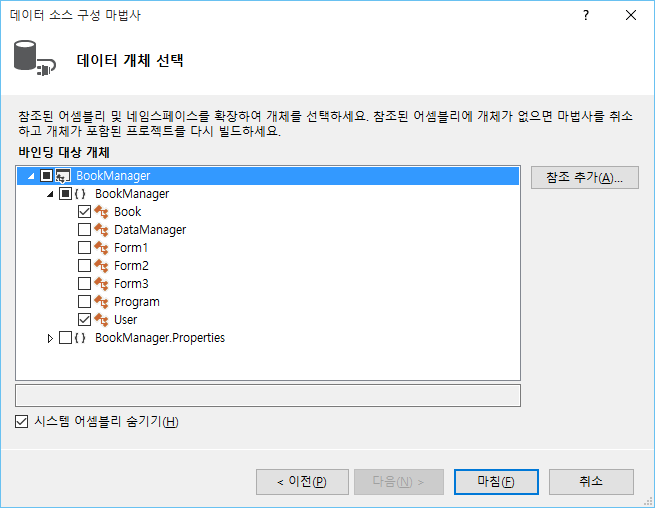 데이터 소스 구성 마법사
?
데이터 개체 선택
참조된 어셈블리 및 네임스페이스를 확장하여 개체를 선택하세요. 참조된 어셈블리에 개체가 없으면 마법사를 취소
하고 개체가 포함된 프로젝트를 다시 빌드하세요.
바인딩 대상 개체
BookManager
참조 추가(A)...
{} BookManager
Book
DataManager
Form1
Form2
Form3
Program
User
{} BookManager.Properties
시스템 어셈블리 숨기기(H)
< 이전(P)
다음(N) >
마침(F)
취소